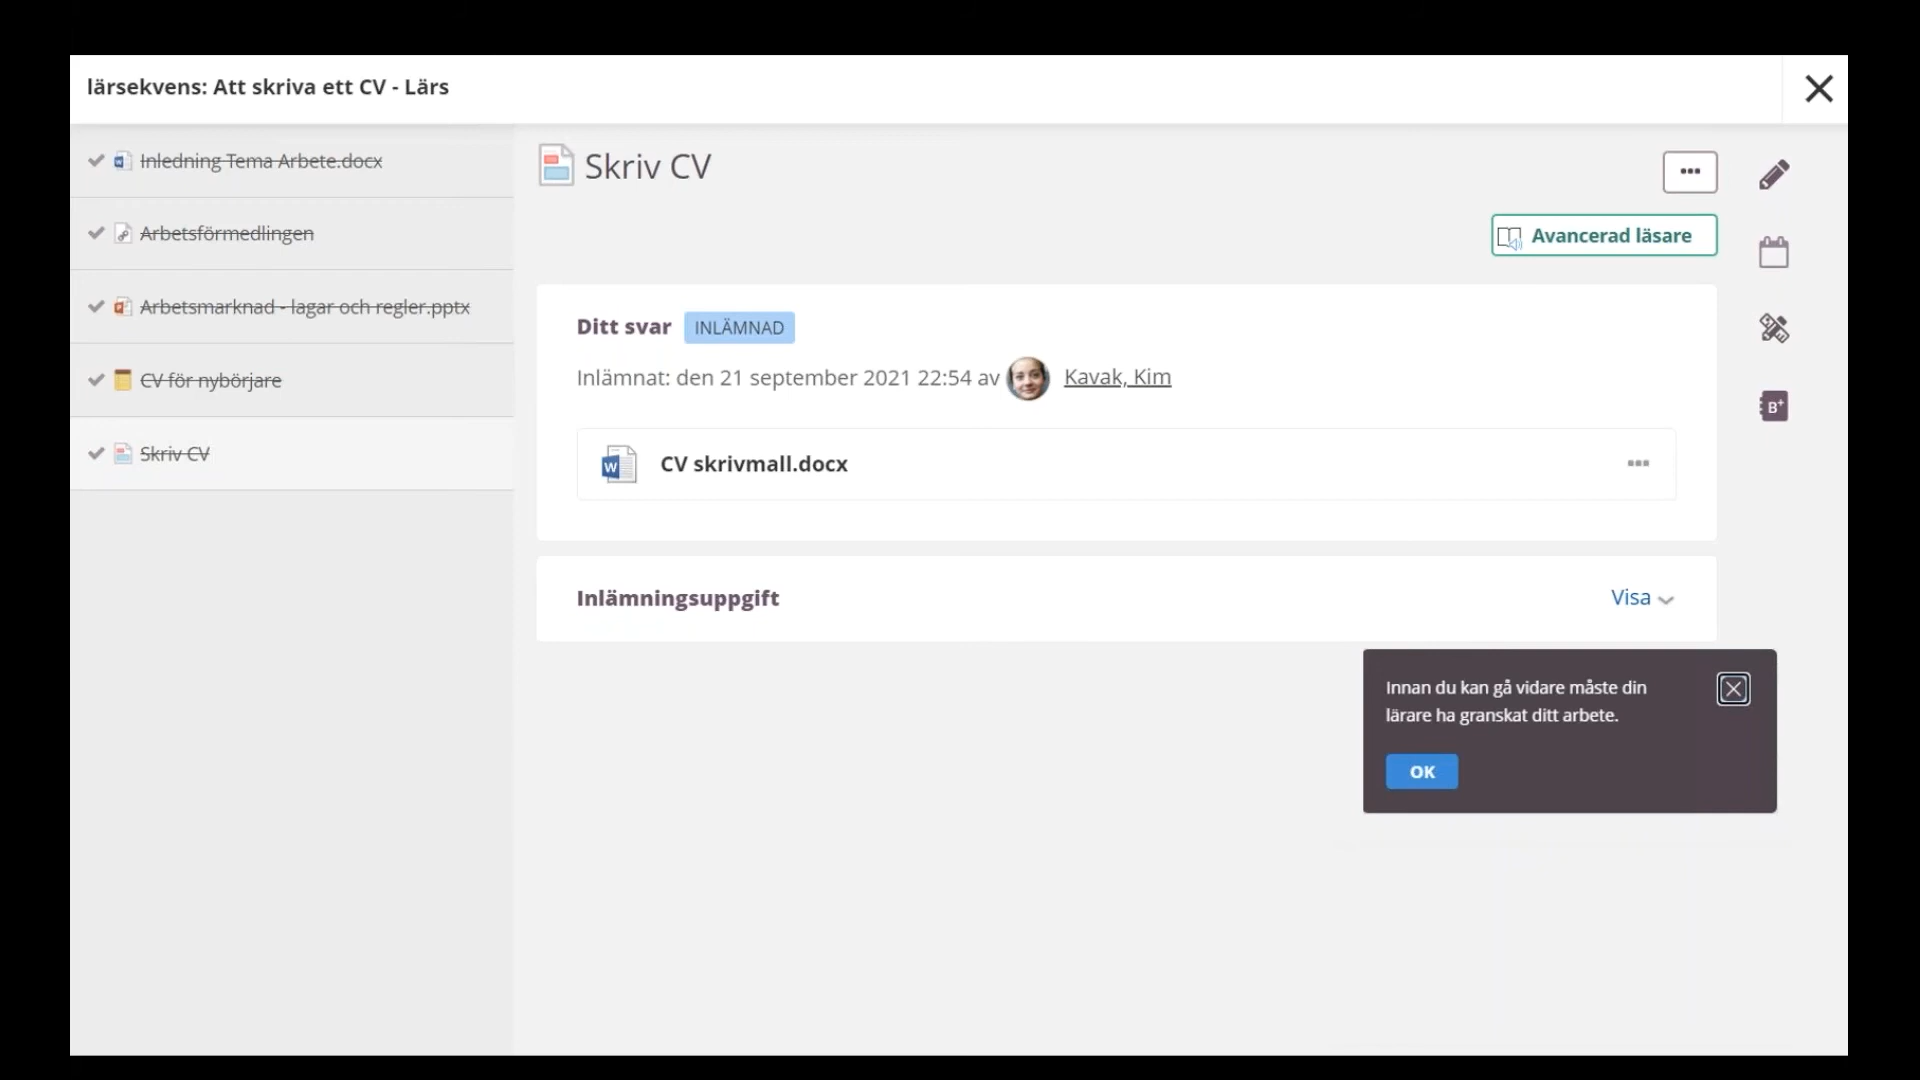 lärsekvens: Att skriva ett CV - Lärs
Inledning Tema Arbete.docx
Arbetsförmedlingen
Arbetsmarknad - lagar och regler.pptx
CV för nybörjare
Skriv CV
Skriv CV
Avancerad läsare
Ditt svar INLÄMNAD
Inlämnat: den 21 september 2021 22:54 av Kavak, Kim
W CV skrivmall.docx
Inlämningsuppgift Visa
Innan du kan gå vidare måste din
lärare ha granskat ditt arbete.
OK
B+